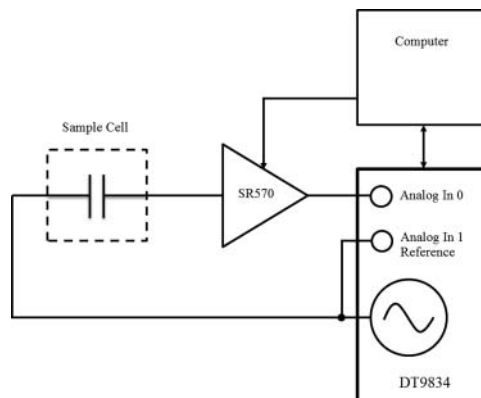 Computer
Sample Cell
SR570
Analog In 0
Analog In 1
Reference
DT9834